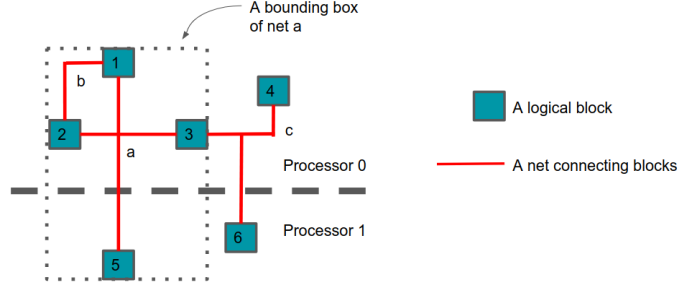 A bounding box
of net a
1
b
4
A logical block
2
3
c
a
Processor 0
A net connecting blocks
Processor 1
6
5